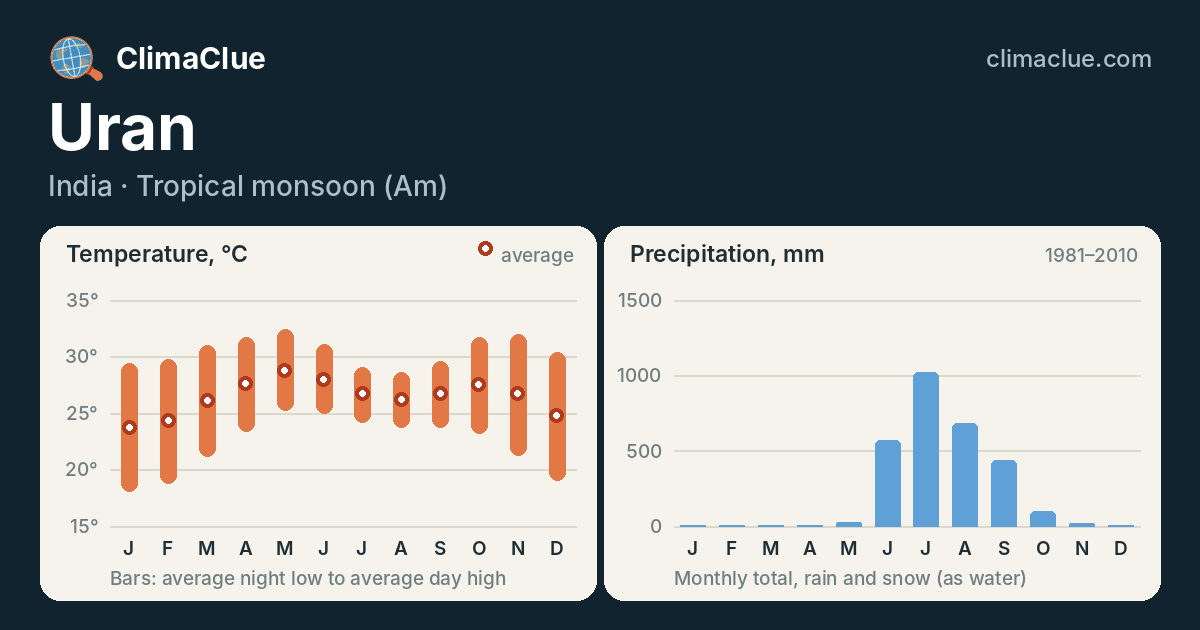 ClimaClue
climaclue.com
Uran
India · Tropical monsoon (Am)
Temperature, °C
average
35°
30°
25°
20°
15°
J F M A M J J A S O N D
Bars: average night low to average day high
Precipitation, mm
1981–2010
1500
1000
500
0
J F M A M J J A S O N D
Monthly total, rain and snow (as water)